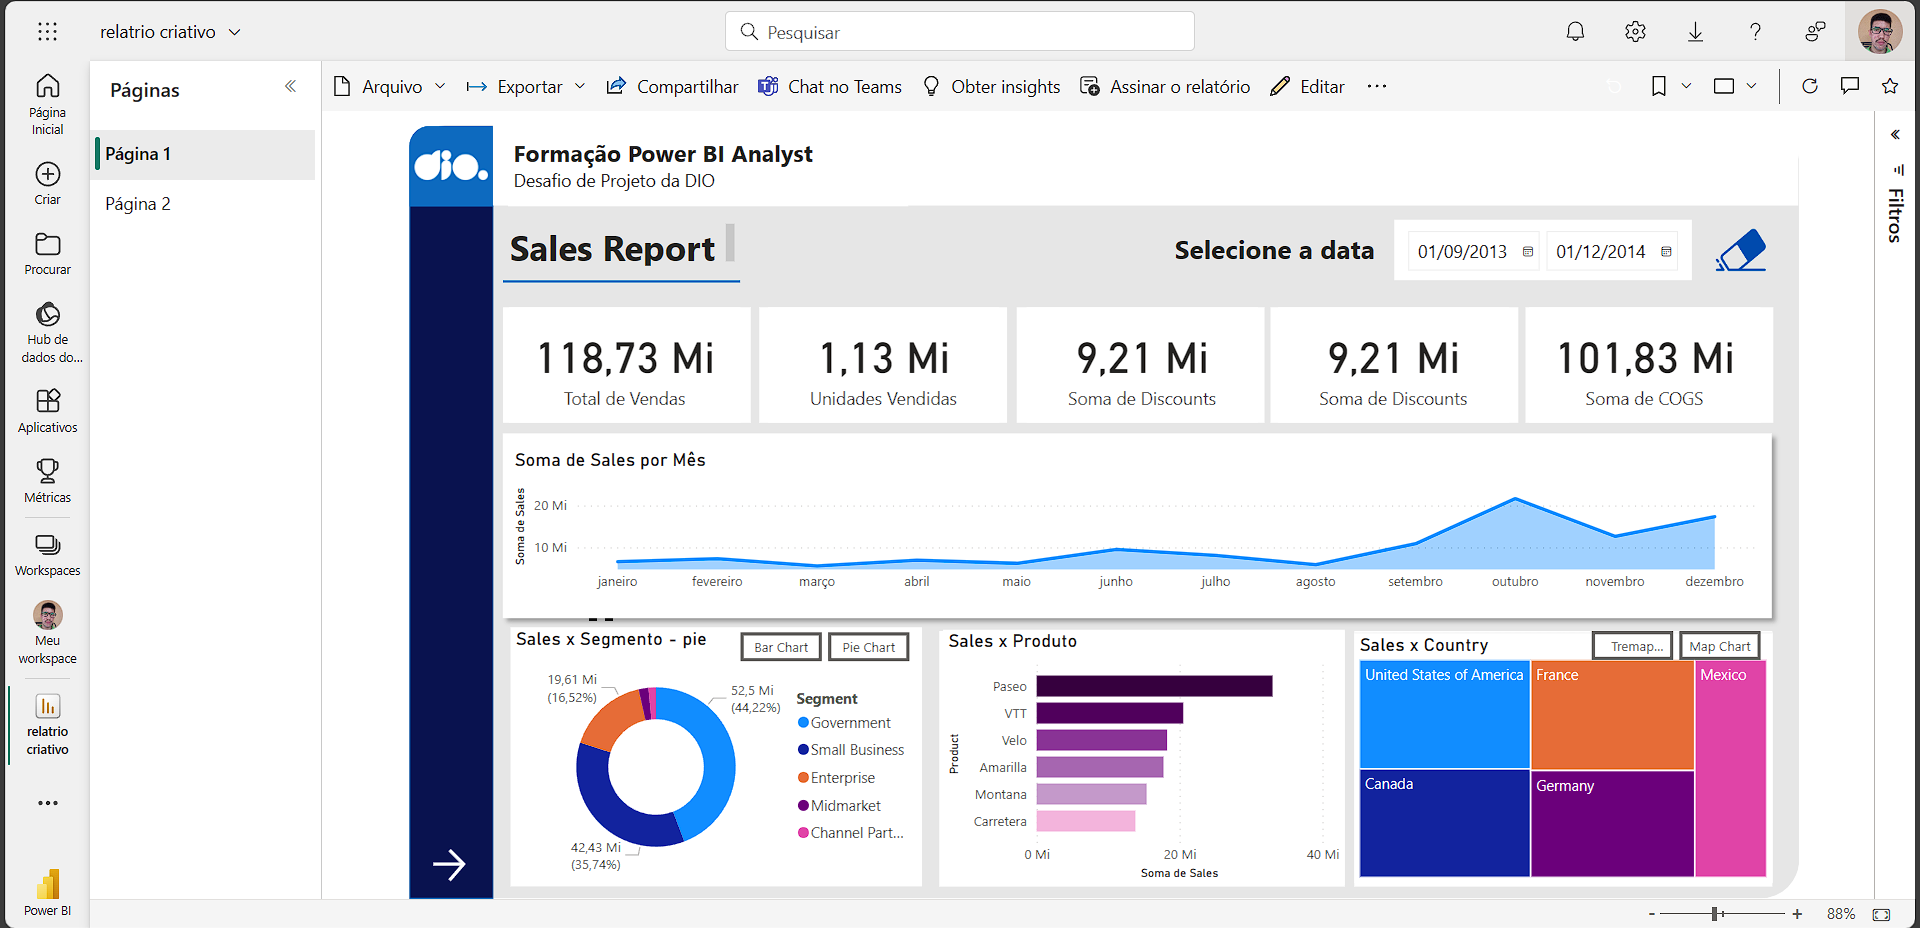 relatrio criativo
Pesquisar
Página
Inicial
Criar
Procurar
Hub de
dados do...
Aplicativos
Métricas
Workspaces
Meu
workspace
relatrio
criativo
Power BI
Páginas
Página 1
Página 2
Arquivo
Exportar
Compartilhar
Chat no Teams
Obter insights
Assinar o relatório
Editar
Filtros
dio.
Formação Power BI Analyst
Desafio de Projeto da DIO
Sales Report
Selecione a data
01/09/2013
01/12/2014
118,73 Mi
Total de Vendas
1,13 Mi
Unidades Vendidas
9,21 Mi
Soma de Discounts
9,21 Mi
Soma de Discounts
101,83 Mi
Soma de COGS
Soma de Sales por Mês
Soma de Sales
20 Mi
10 Mi
janeiro
fevereiro
março
abril
maio
junho
julho
agosto
setembro
outubro
novembro
dezembro
Sales x Segmento - pie
Bar Chart
Pie Chart
19,61 Mi
(16,52%)
52,5 Mi
(44,22%)
42,43 Mi
(35,74%)
Segment
Government
Small Business
Enterprise
Midmarket
Channel Part...
Sales x Produto
Product
Paseo
VTT
Velo
Amarilla
Montana
Carretera
0 Mi
20 Mi
40 Mi
Soma de Sales
Sales x Country
Tremap...
Map Chart
United States of America
France
Mexico
Canada
Germany
88%